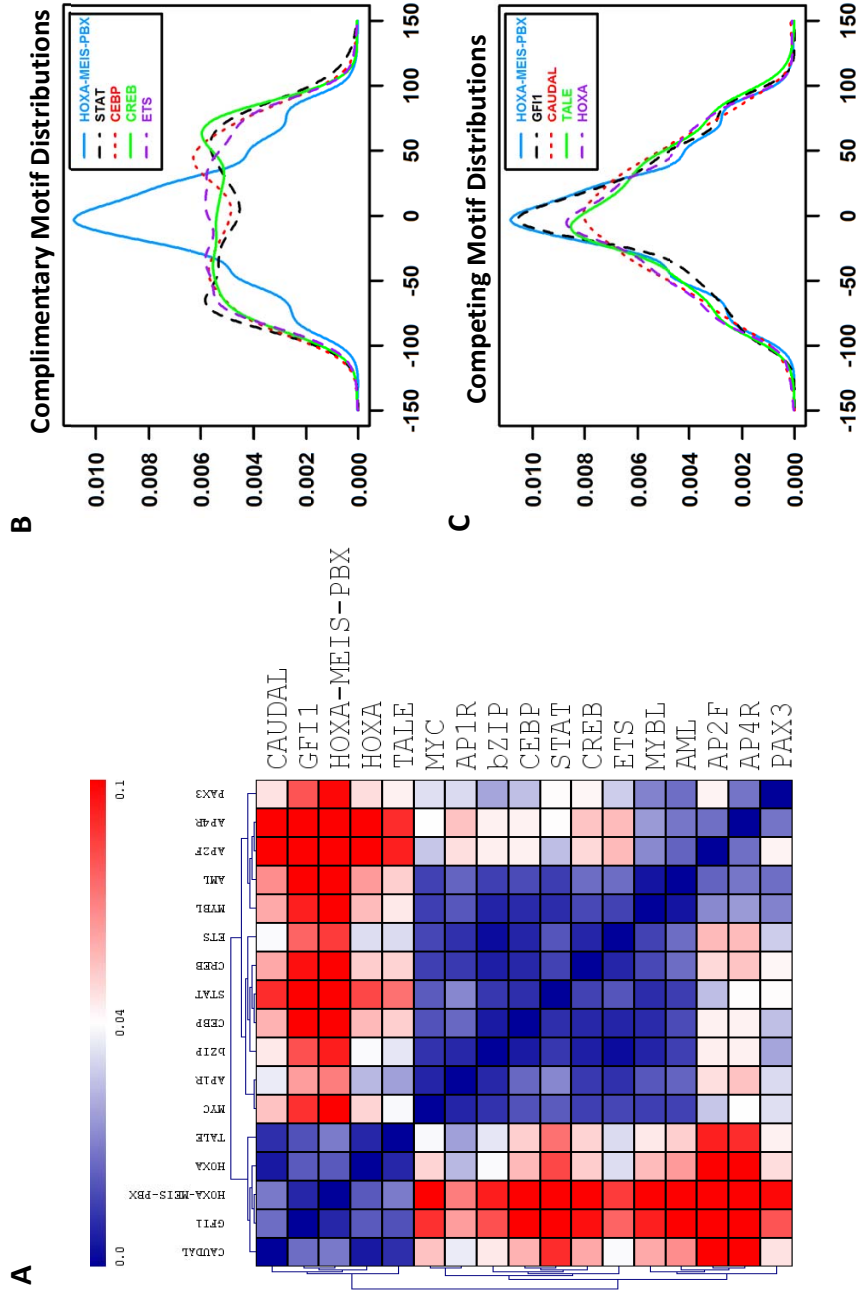 A
0.0
0.04
0.1
CAUDAL
GFI1
HOXA-MEIS-PBX
HOXA
TALE
MYC
AP1R
bZIP
CEBP
STAT
CREB
ETS
MYBL
AML
AP2F
AP4R
PAX3
CAUDAL
GFI1
HOXA-MEIS-PBX
HOXA
TALE
MYC
AP1R
bZIP
CEBP
STAT
CREB
ETS
MYBL
AML
AP2F
AP4R
PAX3
B
Complimentary Motif Distributions
HOXA-MEIS-PBX
STAT
CEBP
CREB
ETS
0.010
0.008
0.006
0.004
0.002
0.000
-150
-100
-50
0
50
100
150
C
Competing Motif Distributions
HOXA-MEIS-PBX
GFI1
CAUDAL
TALE
HOXA
0.010
0.008
0.006
0.004
0.002
0.000
-150
-100
-50
0
50
100
150